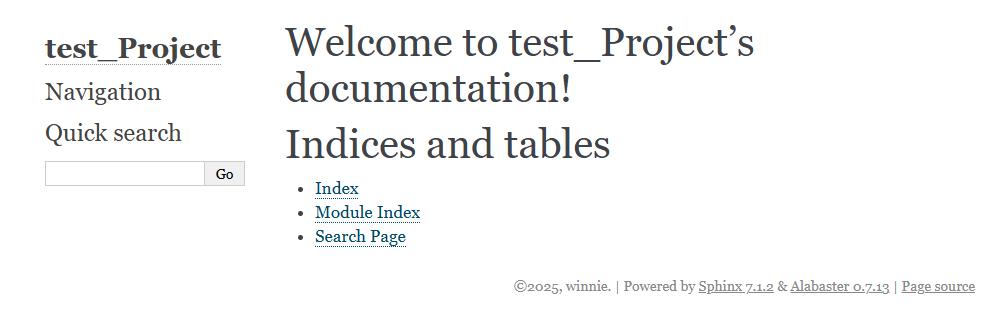 test_Project
Navigation
Quick search
Go
Welcome to test_Project’s
documentation!
Indices and tables
• Index
• Module Index
• Search Page
©2025, winnie. | Powered by Sphinx 7.1.2 & Alabaster 0.7.13 | Page source